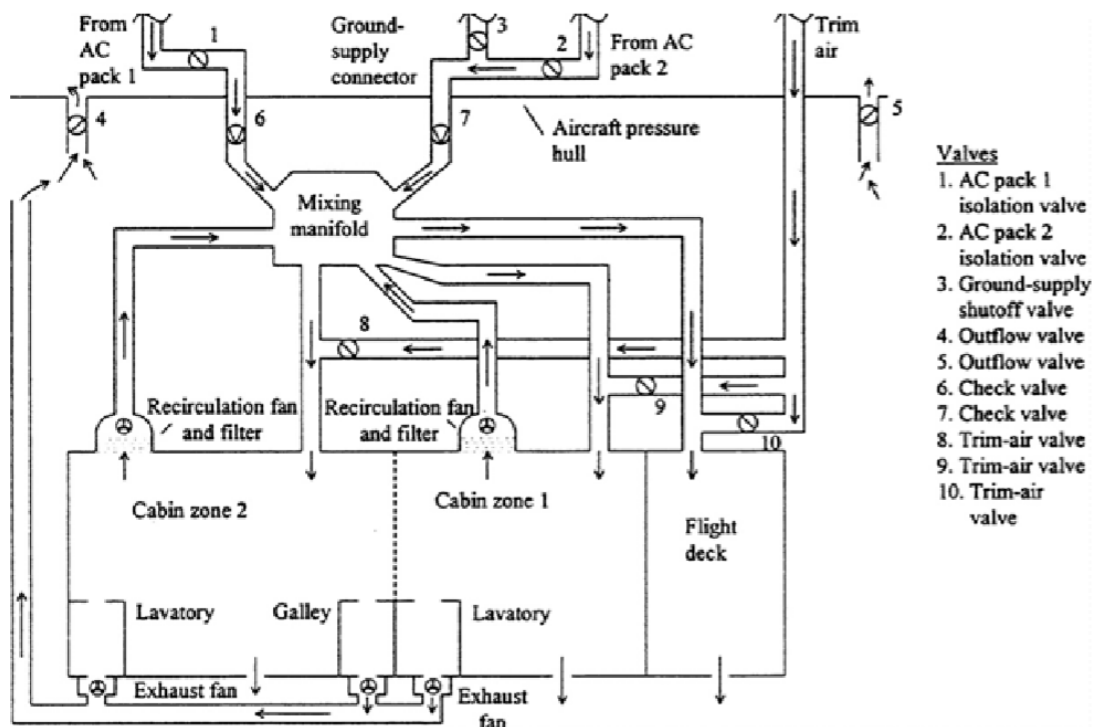 From
AC
pack 1
1
Ground-
supply
connector
3
2
From AC
pack 2
Trim
air
4
6
7
Aircraft pressure
hull
5
Mixing
manifold
8
9
10
Recirculation fan
and filter
Recirculation fan
and filter
Cabin zone 2
Cabin zone 1
Flight
deck
Lavatory
Galley
Lavatory
Exhaust fan
Exhaust
fan
Valves
1. AC pack 1
isolation valve
2. AC pack 2
isolation valve
3. Ground-supply
shutoff valve
4. Outflow valve
5. Outflow valve
6. Check valve
7. Check valve
8. Trim-air valve
9. Trim-air valve
10. Trim-air
valve